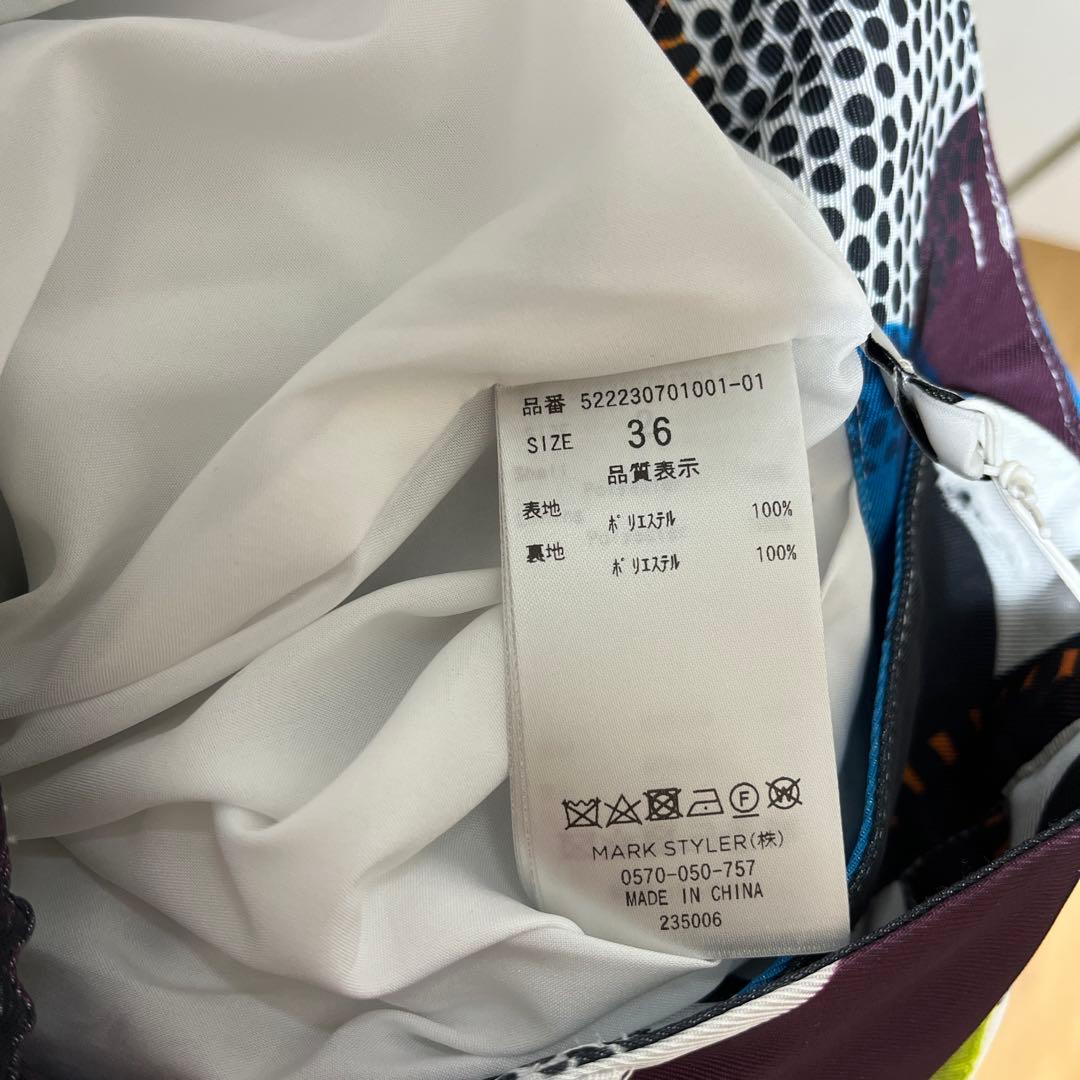 品番 522230701001-01
SIZE 36
品質表示
表地 ﾎﾟﾘｴｽﾃﾙ 100%
裏地 ﾎﾟﾘｴｽﾃﾙ 100%
F W
MARK STYLER(株)
0570-050-757
MADE IN CHINA
235006